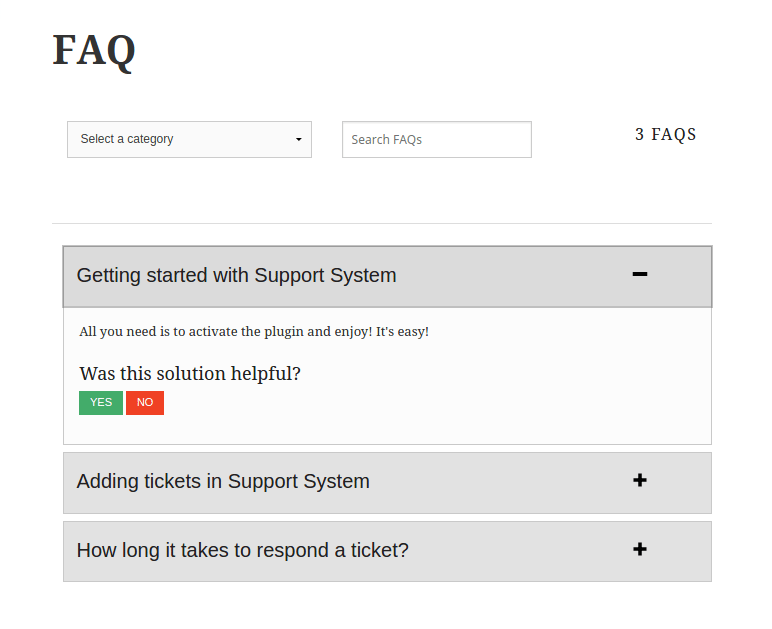 FAQ
Select a category
Search FAQs
3 FAQS
Getting started with Support System
All you need is to activate the plugin and enjoy! It's easy!
Was this solution helpful?
YES NO
Adding tickets in Support System
How long it takes to respond a ticket?